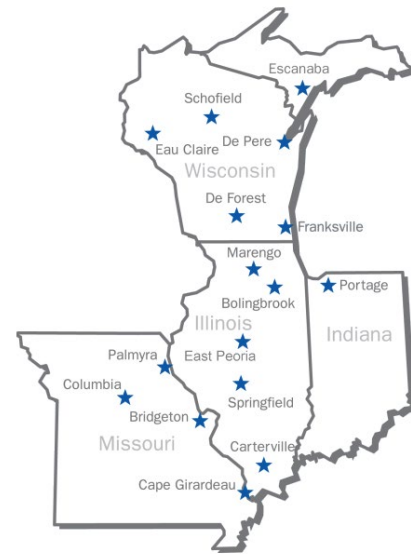 Escanaba
Schofield
De Pere
Eau Claire
Wisconsin
De Forest
Franksville
Marengo
Portage
Bolingbrook
Illinois
Indiana
Palmyra
East Peoria
Columbia
Springfield
Bridgeton
Missouri
Carterville
Cape Girardeau